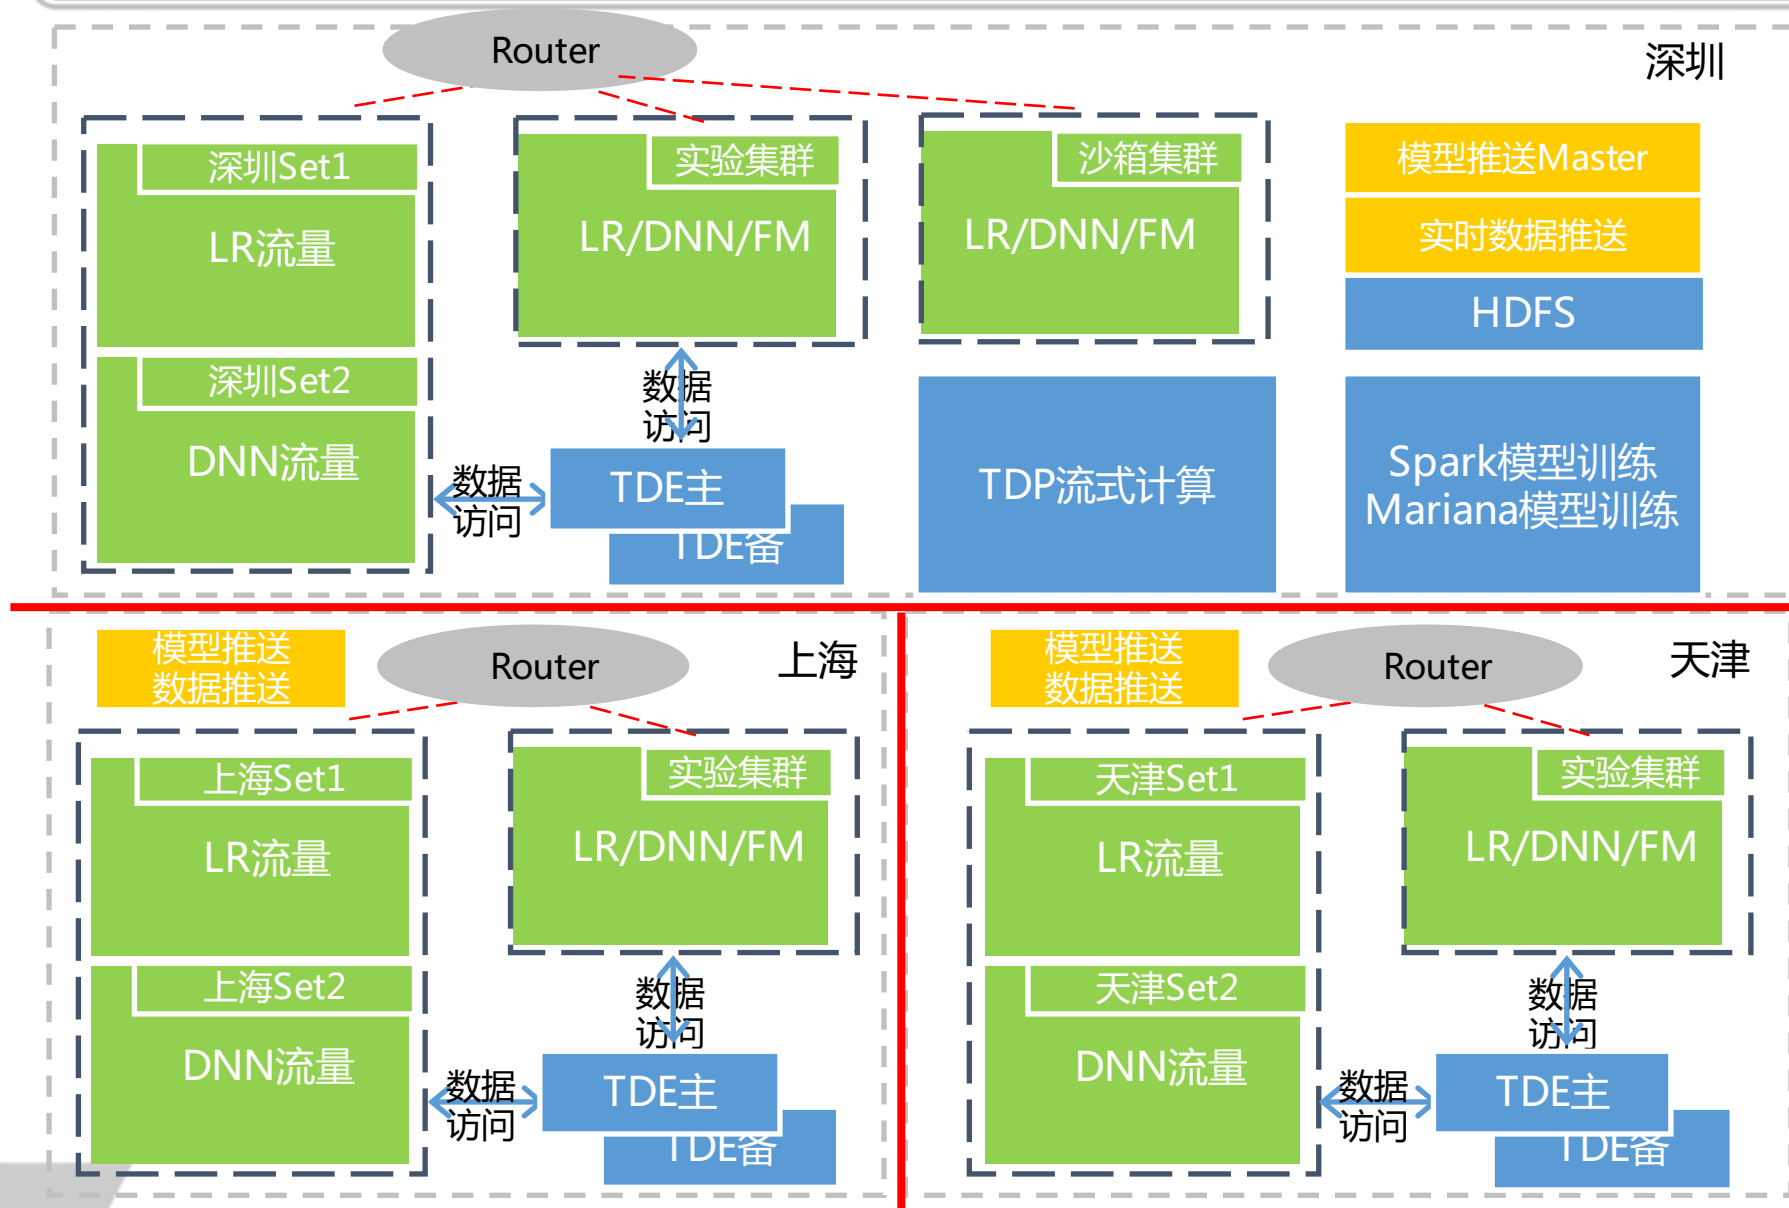 Router
深圳
深圳Set1
LR流量
深圳Set2
DNN流量
实验集群
LR/DNN/FM
沙箱集群
LR/DNN/FM
模型推送Master
实时数据推送
HDFS
数据
访问
数据
访问
TDE主
TDE备
TDP流式计算
Spark模型训练
Mariana模型训练
模型推送
数据推送
Router
上海
上海Set1
LR流量
上海Set2
DNN流量
实验集群
LR/DNN/FM
数据
访问
数据
访问
TDE主
TDE备
模型推送
数据推送
Router
天津
天津Set1
LR流量
天津Set2
DNN流量
实验集群
LR/DNN/FM
数据
访问
数据
访问
TDE主
TDE备